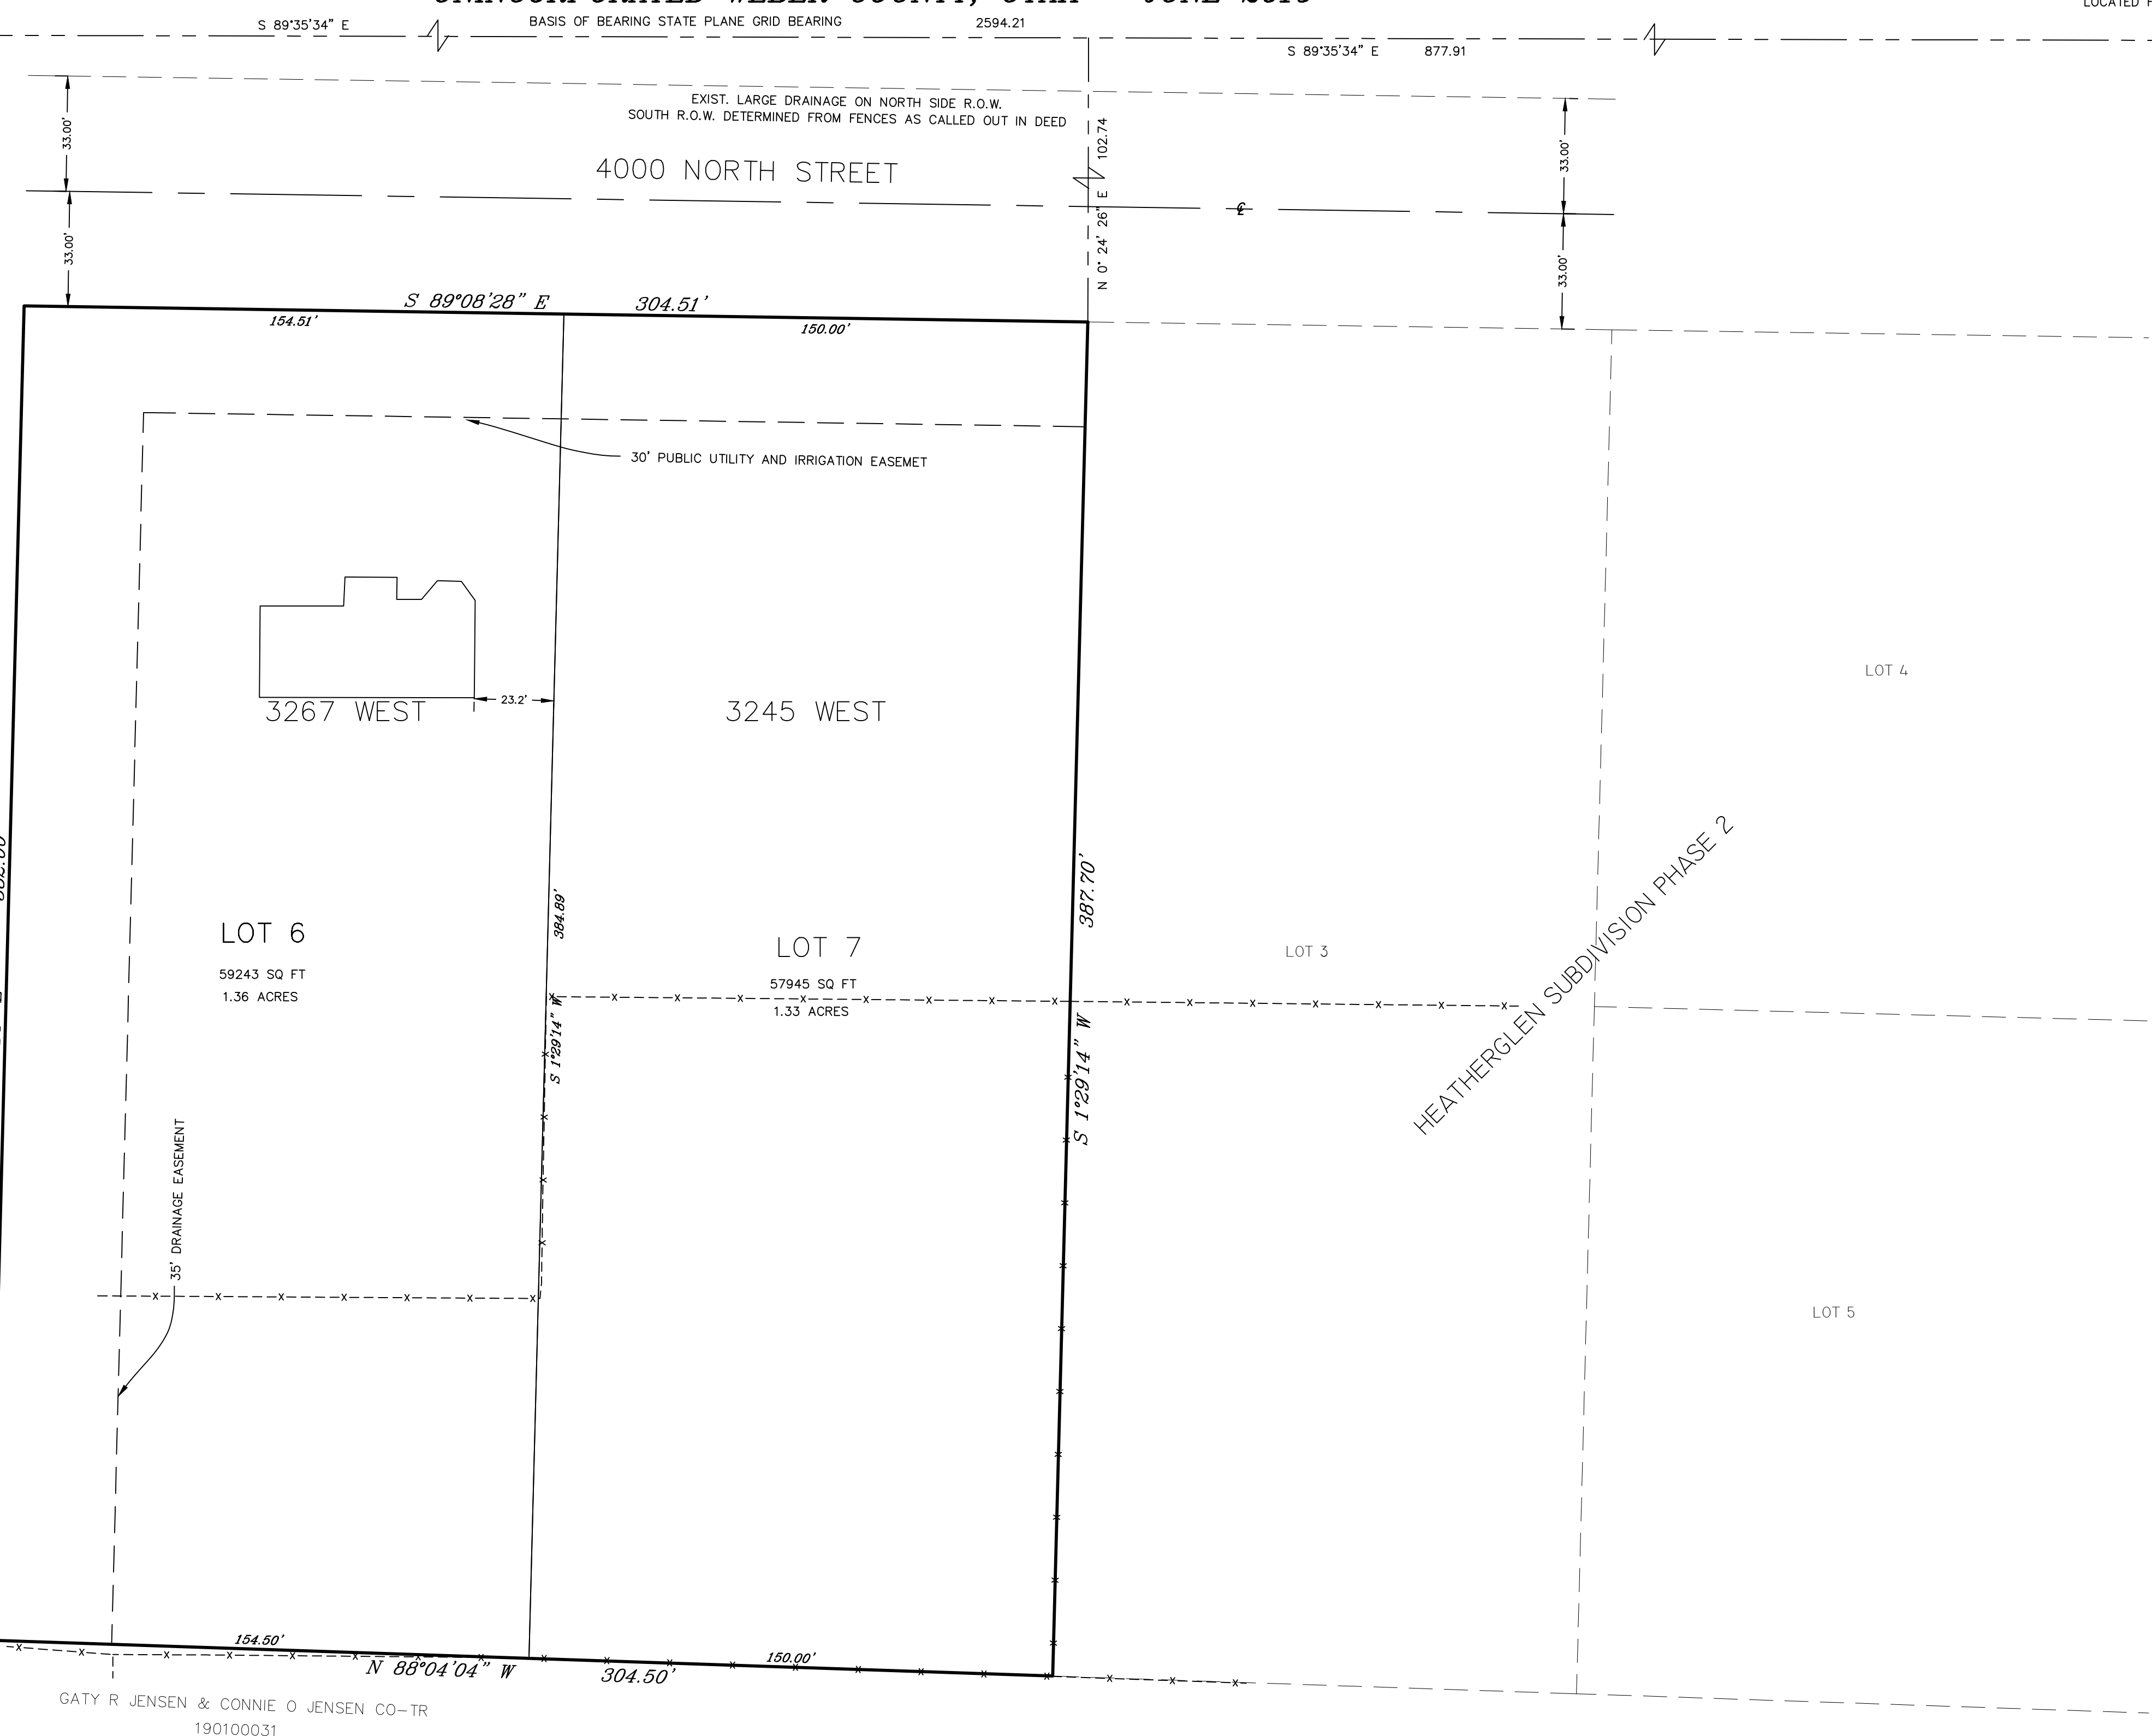 S 89°35'34" E
BASIS OF BEARING STATE PLANE GRID BEARING
2594.21
S 89°35'34" E 877.91
33.00'
33.00'
EXIST. LARGE DRAINAGE ON NORTH SIDE R.O.W.
SOUTH R.O.W. DETERMINED FROM FENCES AS CALLED OUT IN DEED
4000 NORTH STREET
N 0° 24' 26" E 102.74
33.00'
33.00'
S 89°08'28" E 304.51'
154.51'
150.00'
30' PUBLIC UTILITY AND IRRIGATION EASEMET
23.2'
3267 WEST
3245 WEST
LOT 4
384.89'
S 1°29'14" W
387.70'
S 1°29'14" W
LOT 6
59243 SQ FT
1.36 ACRES
LOT 7
57945 SQ FT
1.33 ACRES
LOT 3
HEATHERGLEN SUBDIVISION PHASE 2
35' DRAINAGE EASEMENT
LOT 5
154.50'
150.00'
N 88°04'04" W 304.50'
GATY R JENSEN & CONNIE O JENSEN CO-TR
190100031